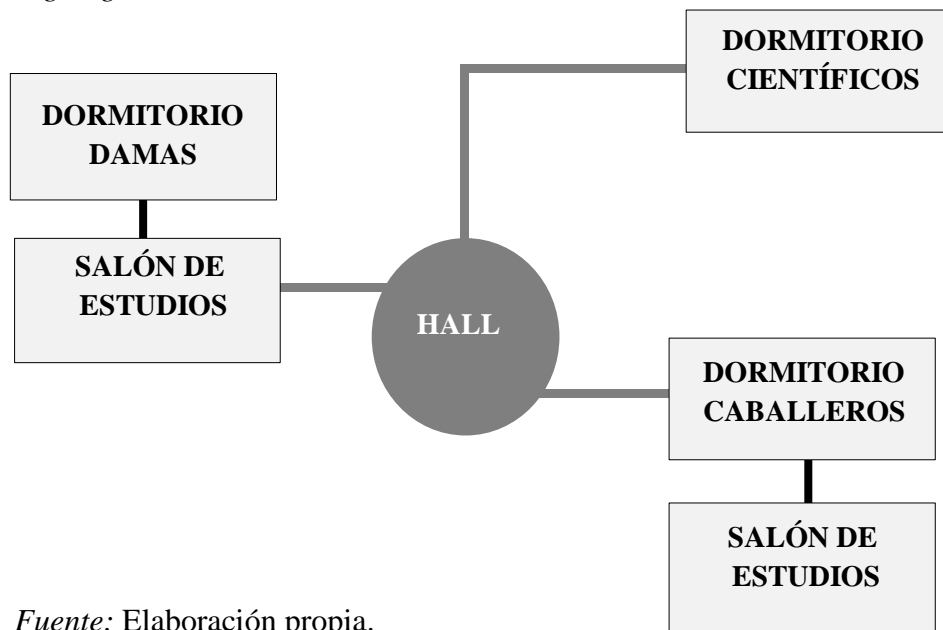 DORMITORIO
CIENTÍFICOS
DORMITORIO
DAMAS
SALÓN DE
ESTUDIOS
HALL
DORMITORIO
CABALLEROS
SALÓN DE
ESTUDIOS
Fuente: Elaboración propia.